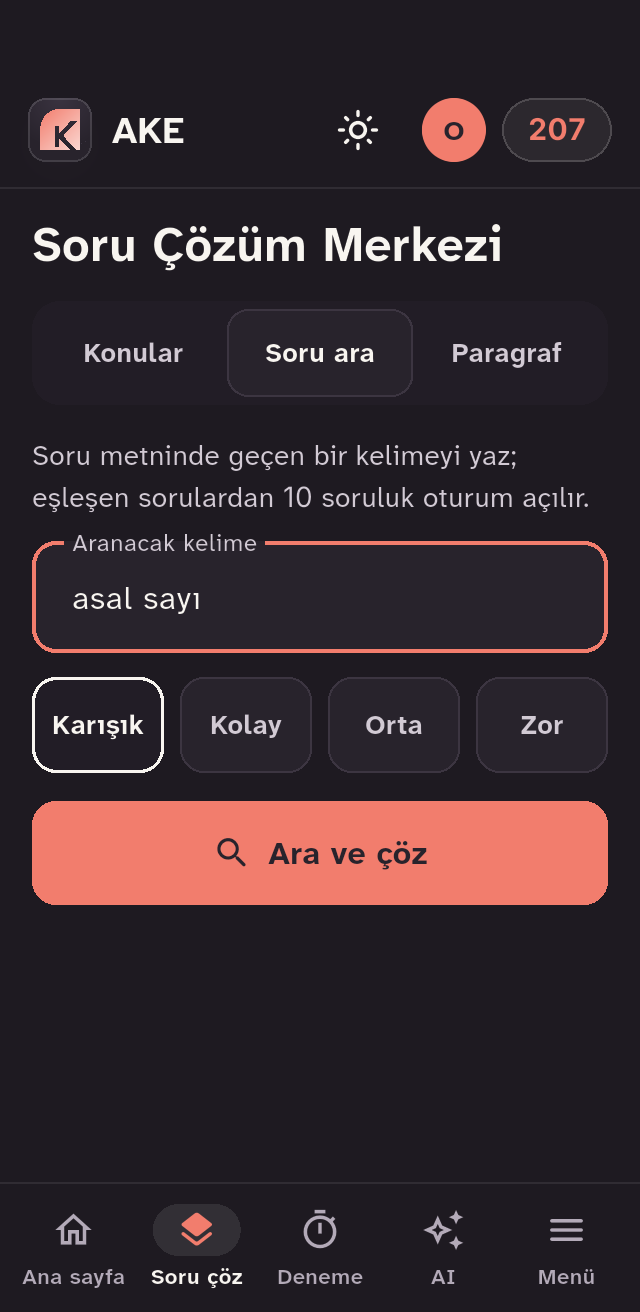 K
AKE
O
207
Soru Çözüm Merkezi
Konular
Soru ara
Paragraf
Soru metninde geçen bir kelimeyi yaz;
eşleşen sorulardan 10 soruluk oturum açılır.
Aranacak kelime
asal sayı
Karışık
Kolay
Orta
Zor
Ara ve çöz
Ana sayfa
Soru çöz
Deneme
AI
Menü